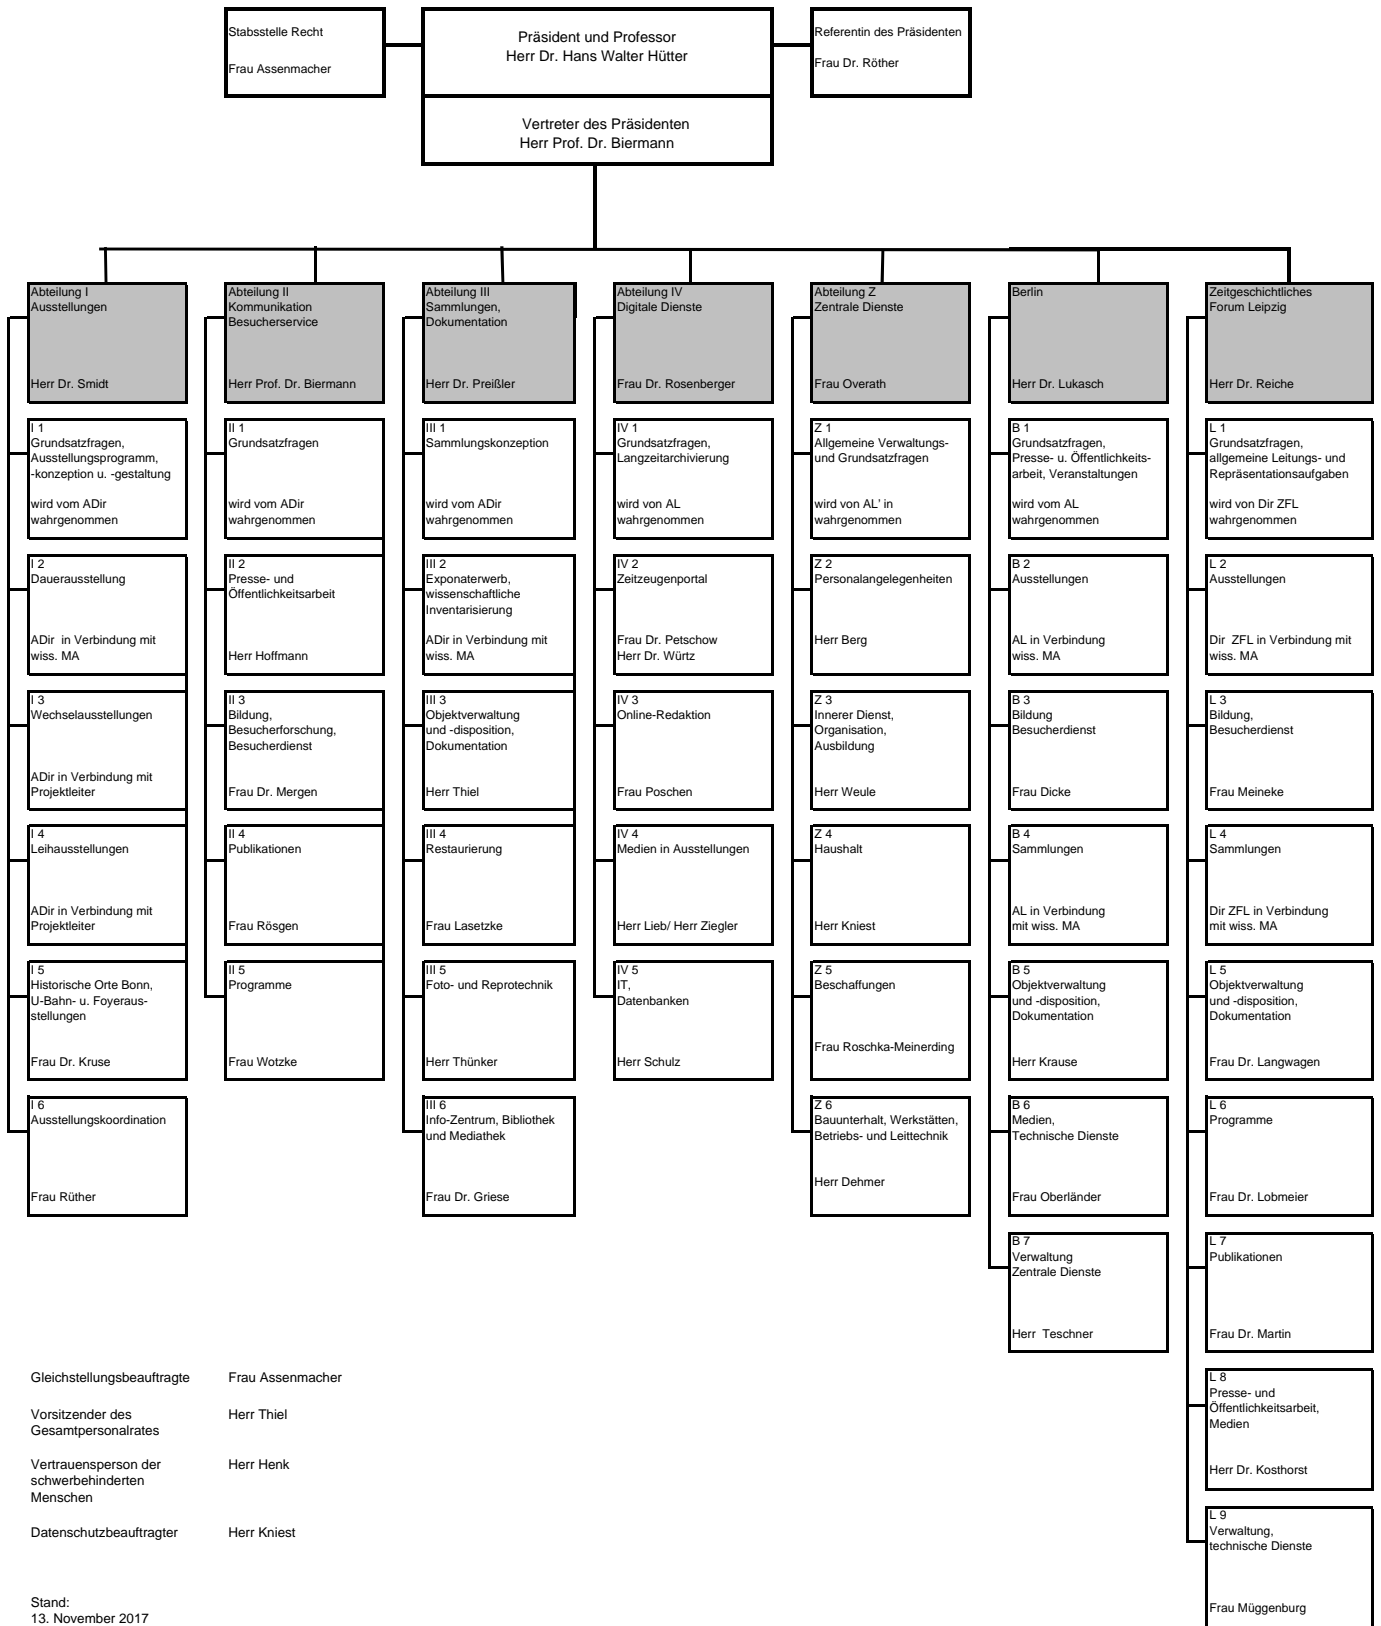 Stabsstelle Recht
Frau Assenmacher
Präsident und Professor
Herr Dr. Hans Walter Hütter
Referentin des Präsidenten
Frau Dr. Röther
Vertreter des Präsidenten
Herr Prof. Dr. Biermann
Abteilung I
Ausstellungen
Herr Dr. Smidt
I 1
Grundsatzfragen,
Ausstellungsprogramm,
-konzeption u. -gestaltung
wird vom ADir
wahrgenommen
I 2
Dauerausstellung
ADir  in Verbindung mit
wiss. MA
I 3
Wechselausstellungen
ADir in Verbindung mit
Projektleiter
I 4
Leihausstellungen
ADir in Verbindung mit
Projektleiter
I 5
Historische Orte Bonn,
U-Bahn- u. Foyeraus-
stellungen
Frau Dr. Kruse
I 6
Ausstellungskoordination
Frau Rüther
Abteilung II
Kommunikation
Besucherservice
Herr Prof. Dr. Biermann
II 1
Grundsatzfragen
wird vom ADir
wahrgenommen
II 2
Presse- und
Öffentlichkeitsarbeit
Herr Hoffmann
II 3
Bildung,
Besucherforschung,
Besucherdienst
Frau Dr. Mergen
II 4
Publikationen
Frau Rösgen
II 5
Programme
Frau Wotzke
Abteilung III
Sammlungen,
Dokumentation
Herr Dr. Preißler
III 1
Sammlungskonzeption
wird vom ADir
wahrgenommen
III 2
Exponaterwerb,
wissenschaftliche
Inventarisierung
ADir in Verbindung mit
wiss. MA
III 3
Objektverwaltung
und -disposition,
Dokumentation
Herr Thiel
III 4
Restaurierung
Frau Lasetzke
III 5
Foto- und Reprotechnik
Herr Thünker
III 6
Info-Zentrum, Bibliothek
und Mediathek
Frau Dr. Griese
Abteilung IV
Digitale Dienste
Frau Dr. Rosenberger
IV 1
Grundsatzfragen,
Langzeitarchivierung
wird von AL
wahrgenommen
IV 2
Zeitzeugenportal
Frau Dr. Petschow
Herr Dr. Würtz
IV 3
Online-Redaktion
Frau Poschen
IV 4
Medien in Ausstellungen
Herr Lieb/ Herr Ziegler
IV 5
IT,
Datenbanken
Herr Schulz
Abteilung Z
Zentrale Dienste
Frau Overath
Z 1
Allgemeine Verwaltungs-
und Grundsatzfragen
wird von AL' in
wahrgenommen
Z 2
Personalangelegenheiten
Herr Berg
Z 3
Innerer Dienst,
Organisation,
Ausbildung
Herr Weule
Z 4
Haushalt
Herr Kniest
Z 5
Beschaffungen
Frau Roschka-Meinerding
Z 6
Bauunterhalt, Werkstätten,
Betriebs- und Leittechnik
Herr Dehmer
Berlin
Herr Dr. Lukasch
B 1
Grundsatzfragen,
Presse- u. Öffentlichkeits-
arbeit, Veranstaltungen
wird vom AL
wahrgenommen
B 2
Ausstellungen
AL in Verbindung
wiss. MA
B 3
Bildung
Besucherdienst
Frau Dicke
B 4
Sammlungen
AL in Verbindung
mit wiss. MA
B 5
Objektverwaltung
und -disposition,
Dokumentation
Herr Krause
B 6
Medien,
Technische Dienste
Frau Oberländer
B 7
Verwaltung
Zentrale Dienste
Herr  Teschner
Zeitgeschichtliches
Forum Leipzig
Herr Dr. Reiche
L 1
Grundsatzfragen,
allgemeine Leitungs- und
Repräsentationsaufgaben
wird von Dir ZFL
wahrgenommen
L 2
Ausstellungen
Dir  ZFL in Verbindung mit
wiss. MA
L 3
Bildung,
Besucherdienst
Frau Meineke
L 4
Sammlungen
Dir ZFL in Verbindung
mit wiss. MA
L 5
Objektverwaltung
und -disposition,
Dokumentation
Frau Dr. Langwagen
L 6
Programme
Frau Dr. Lobmeier
L 7
Publikationen
Frau Dr. Martin
L 8
Presse- und
Öffentlichkeitsarbeit,
Medien
Herr Dr. Kosthorst
L 9
Verwaltung,
technische Dienste
Frau Müggenburg
Gleichstellungsbeauftragte Frau Assenmacher
Vorsitzender des Herr Thiel
Gesamtpersonalrates
Vertrauensperson der Herr Henk
schwerbehinderten
Menschen
Datenschutzbeauftragter Herr Kniest
Stand:
13. November 2017